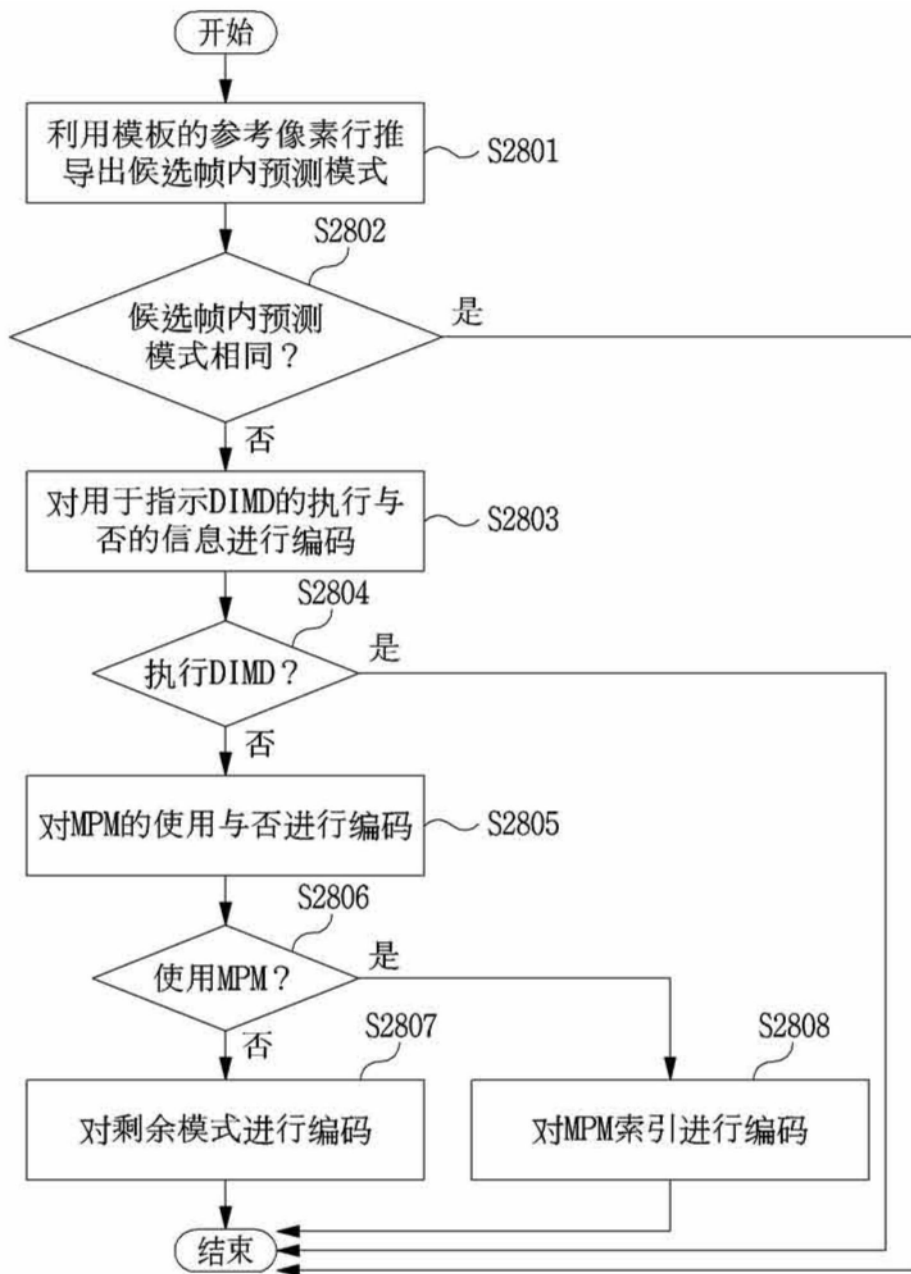 开始
利用模板的参考像素行推
导出候选帧内预测模式
S2801
S2802
候选帧内预测
模式相同？
是
否
对用于指示DIMD的执行与
否的信息进行编码
S2803
S2804
执行DIMD？
是
否
对MPM的使用与否进行编码
S2805
S2806
使用MPM？
是
否
S2807
S2808
对剩余模式进行编码
对MPM索引进行编码
结束